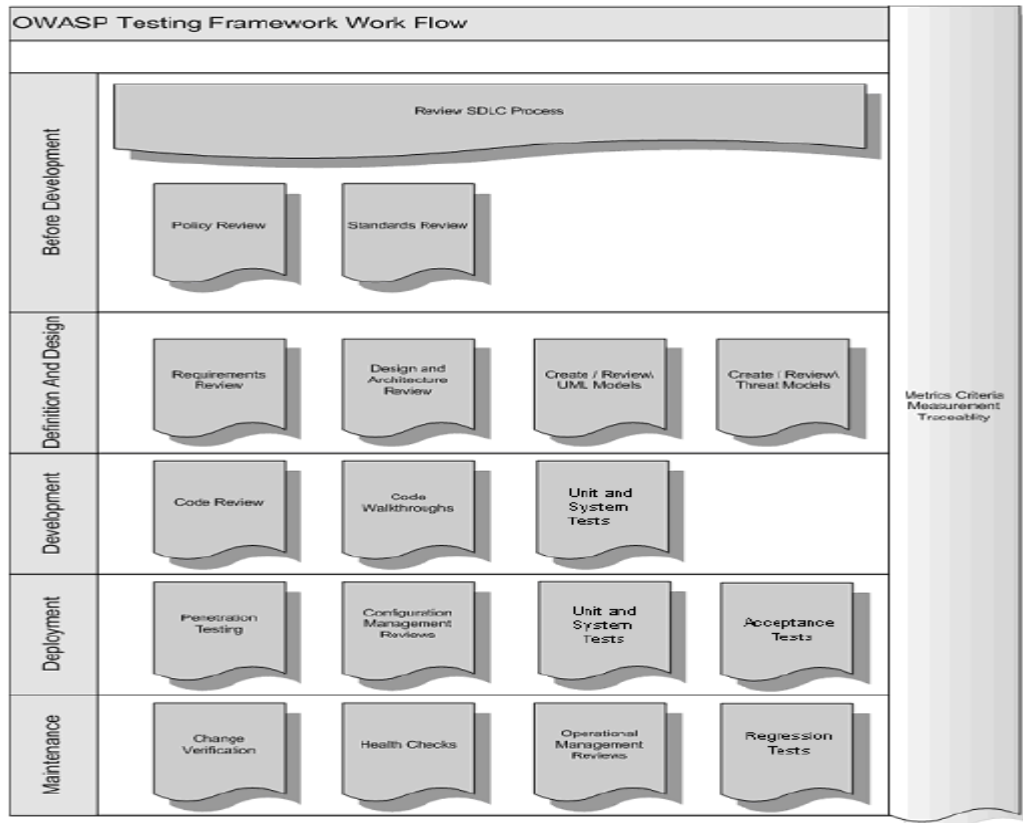 OWASP Testing Framework Work Flow
Before Development
Review SDLC Process
Policy Review
Standards Review
Definition And Design
Requirements
Review
Design and
Architecture
Review
Create / Review\
UML Models
Create / Review\
Threat Models
Development
Code Review
Code
Walkthroughs
Unit and
System
Tests
Deployment
Penetration
Testing
Configuration
Management
Reviews
Unit and
System
Tests
Acceptance
Tests
Maintenance
Change
Verification
Health Checks
Operational
Management
Reviews
Regression
Tests
Metrics Criteria
Measurement
Traceablity